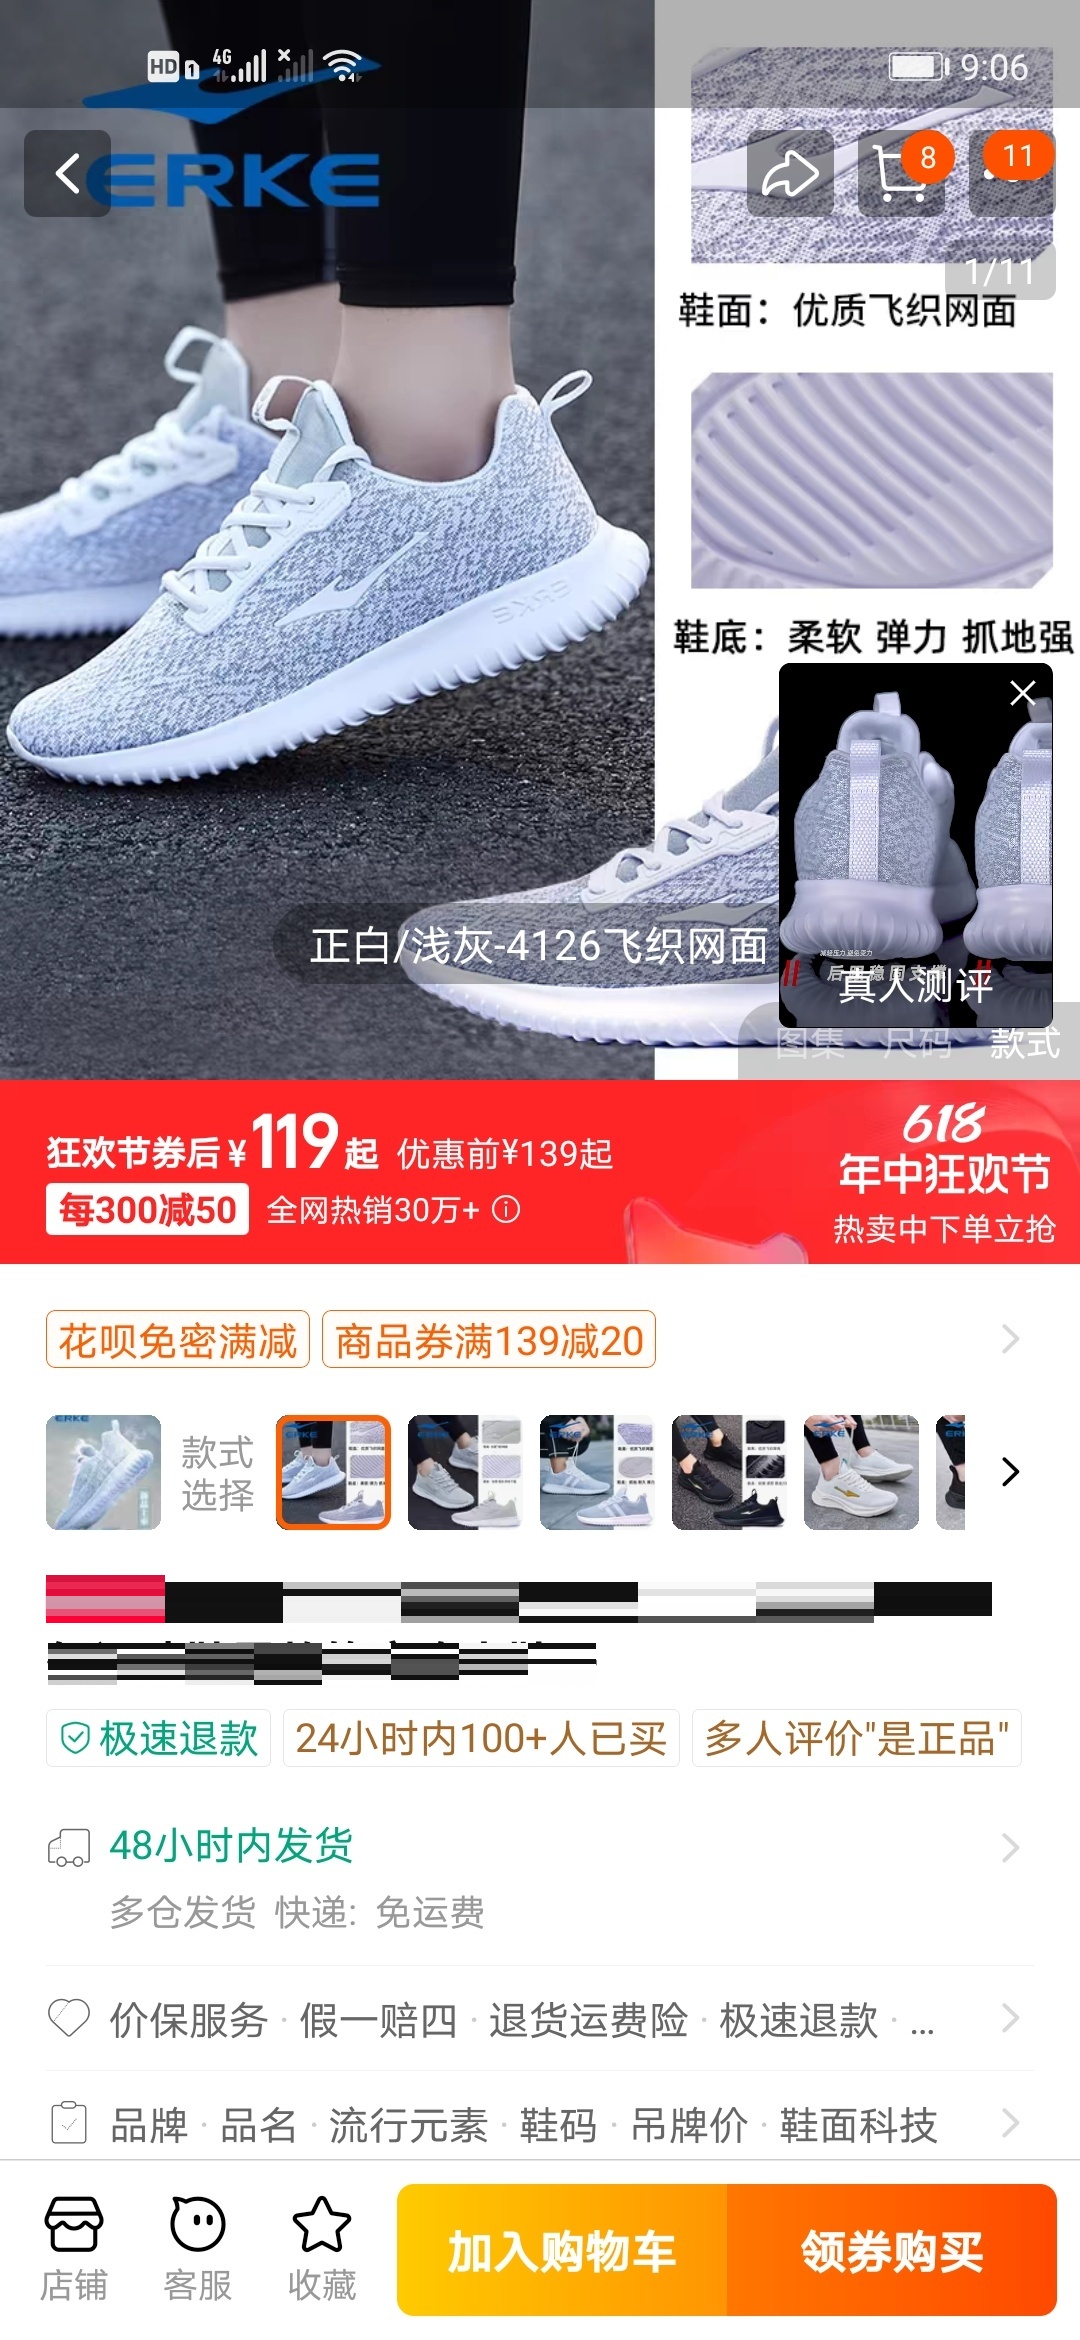 HD 1 4G 9:06
ERKE
8
11
1/11
鞋面：优质飞织网面
ERKE
鞋底：柔软 弹力 抓地强
正白/浅灰-4126飞织网面
真人测评
图集 尺码 款式
狂欢节券后¥119起 优惠前¥139起
每300减50 全网热销30万+
618
年中狂欢节
热卖中下单立抢
花呗免密满减 商品券满139减20
款式
选择
极速退款 24小时内100+人已买 多人评价"是正品"
48小时内发货
多仓发货 快递: 免运费
价保服务 · 假一赔四 · 退货运费险 · 极速退款 · ...
品牌 · 品名 · 流行元素 · 鞋码 · 吊牌价 · 鞋面科技
店铺 客服 收藏 加入购物车 领券购买